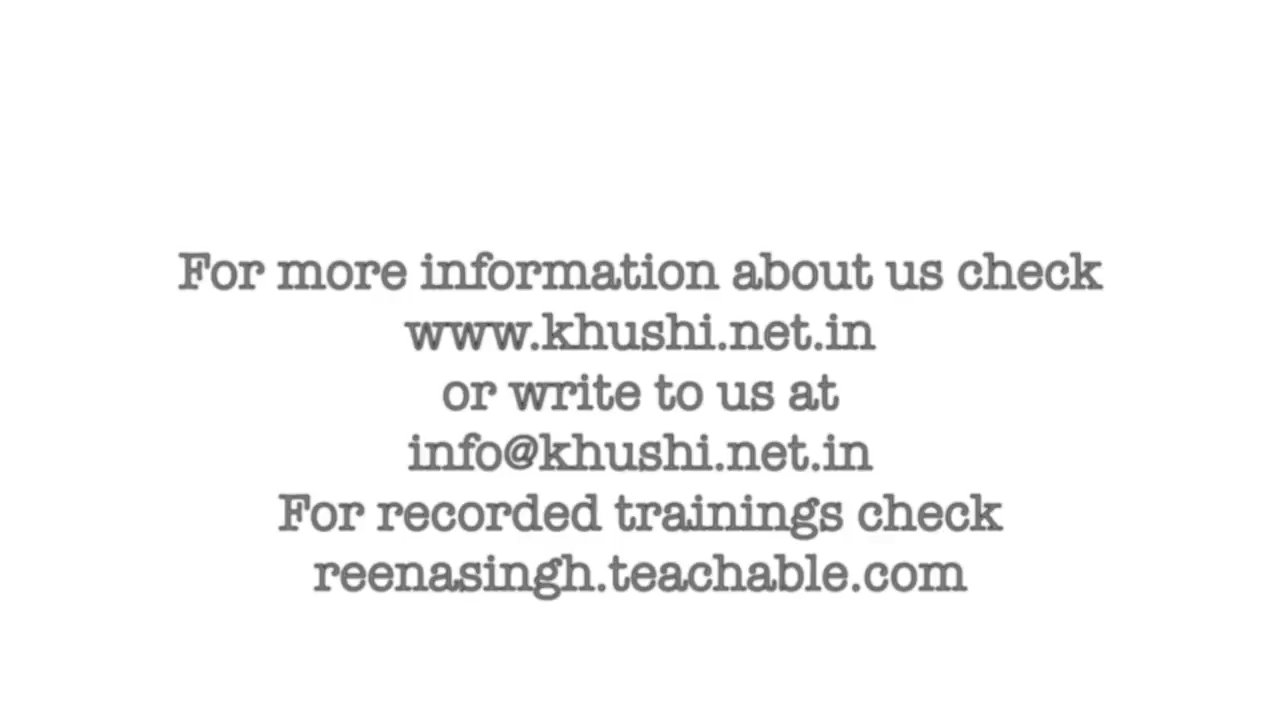 For more information about us check
www.khushi.net.in
or write to us at
info@khushi.net.in
For recorded trainings check
reenasingh.teachable.com